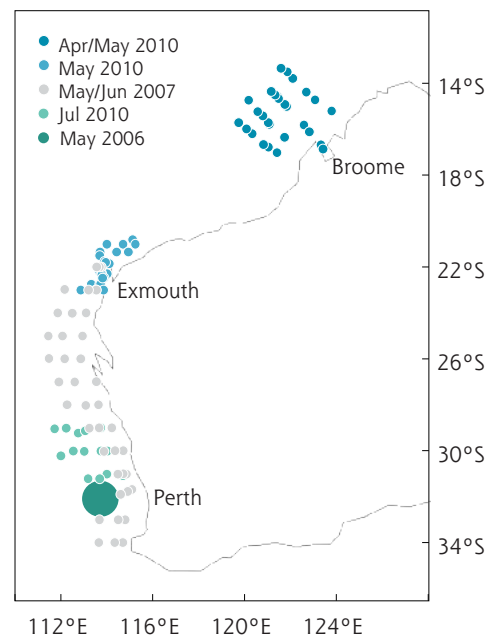 Apr/May 2010
May 2010
May/Jun 2007
Jul 2010
May 2006
14°S
Broome
18°S
22°S
Exmouth
26°S
30°S
Perth
34°S
112°E 116°E 120°E 124°E